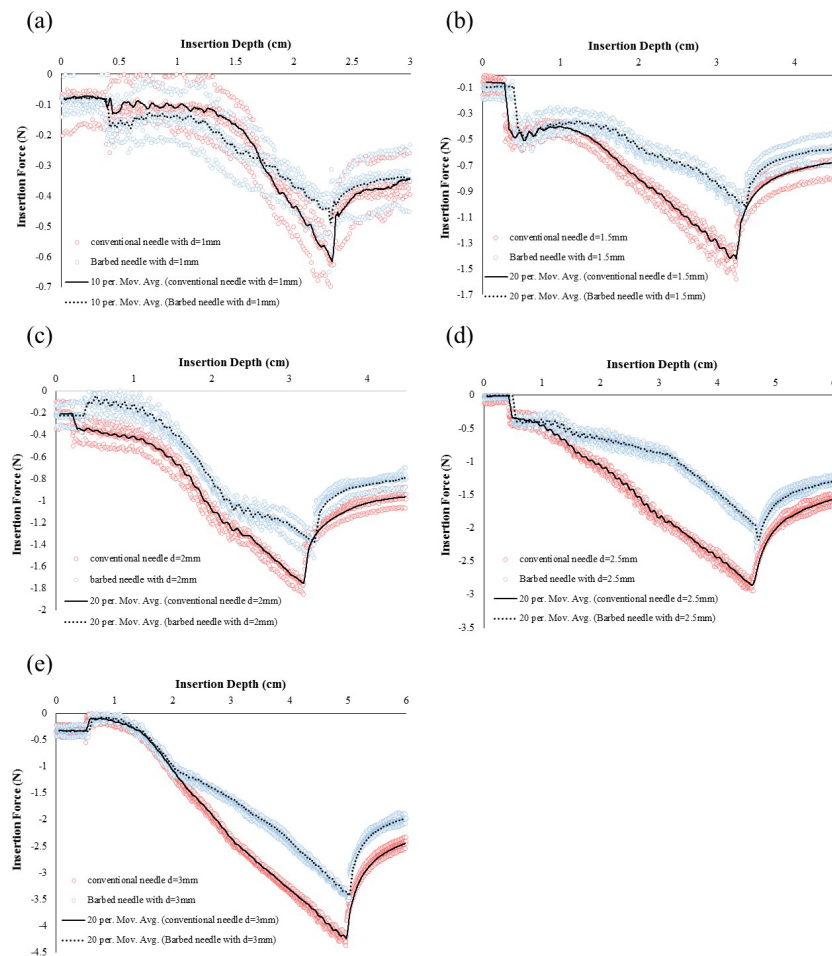 (a)
Insertion Depth (cm)
0 0.5 1 1.5 2 2.5 3
0
-0.1
-0.2
-0.3
-0.4
-0.5
-0.6
-0.7
Insertion Force (N)
conventional needle with d=1mm
Barbed needle with d=1mm
10 per. Mov. Avg. (conventional needle with d=1mm)
10 per. Mov. Avg. (Barbed needle with d=1mm)
(b)
Insertion Depth (cm)
0 1 2 3 4
-0.1
-0.3
-0.5
-0.7
-0.9
-1.1
-1.3
-1.5
-1.7
Insertion Force (N)
conventional needle d=1.5mm
Barbed needle with d=1.5mm
20 per. Mov. Avg. (conventional needle d=1.5mm)
20 per. Mov. Avg. (Barbed needle with d=1.5mm)
(c)
Insertion Depth (cm)
0 1 2 3 4
0
-0.2
-0.4
-0.6
-0.8
-1
-1.2
-1.4
-1.6
-1.8
-2
Insertion Force (N)
conventional needle d=2mm
barbed needle with d=2mm
20 per. Mov. Avg. (conventional needle d=2mm)
20 per. Mov. Avg. (barbed needle with d=2mm)
(d)
Insertion Depth (cm)
0 1 2 3 4 5 6
0
-0.5
-1
-1.5
-2
-2.5
-3
-3.5
Insertion Force (N)
conventional needle d=2.5mm
Barbed needle with d=2.5mm
20 per. Mov. Avg. (conventional needle d=2.5mm)
20 per. Mov. Avg. (Barbed needle with d=2.5mm)
(e)
Insertion Depth (cm)
0 1 2 3 4 5 6
0
-0.5
-1
-1.5
-2
-2.5
-3
-3.5
-4
-4.5
Insertion Force (N)
conventional needle d=3mm
Barbed needle with d=3mm
20 per. Mov. Avg. (conventional needle d=3mm)
20 per. Mov. Avg. (Barbed needle with d=3mm)